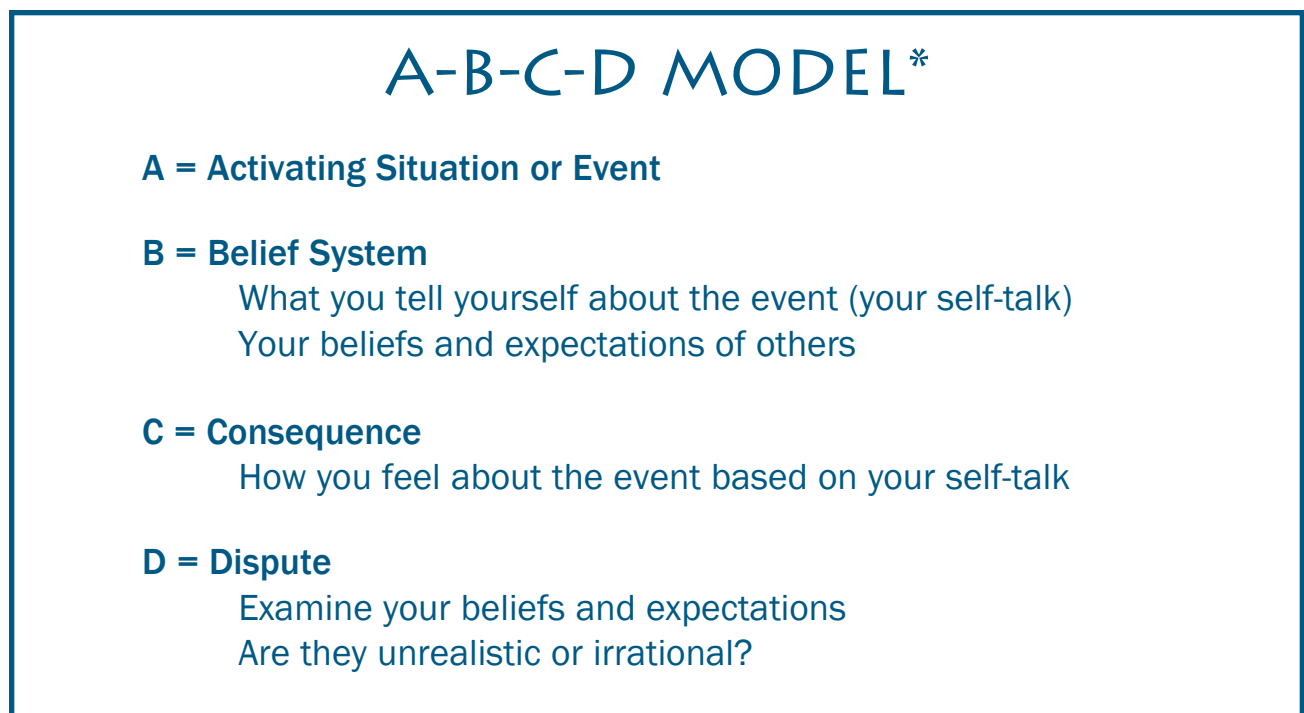 A-B-C-D MODEL*
A = Activating Situation or Event
B = Belief System
What you tell yourself about the event (your self-talk)
Your beliefs and expectations of others
C = Consequence
How you feel about the event based on your self-talk
D = Dispute
Examine your beliefs and expectations
Are they unrealistic or irrational?